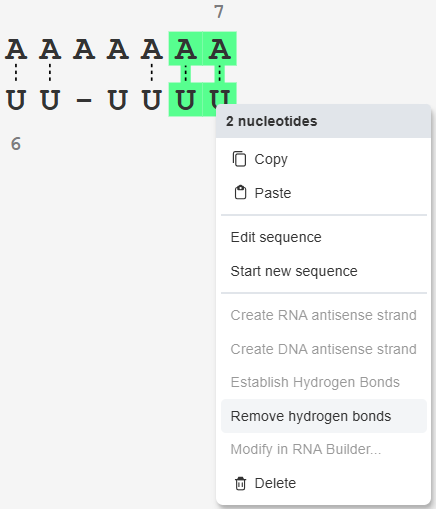 7
A A A A A A A
U U – U U U U
6
2 nucleotides
Copy
Paste
Edit sequence
Start new sequence
Create RNA antisense strand
Create DNA antisense strand
Establish Hydrogen Bonds
Remove hydrogen bonds
Modify in RNA Builder...
Delete